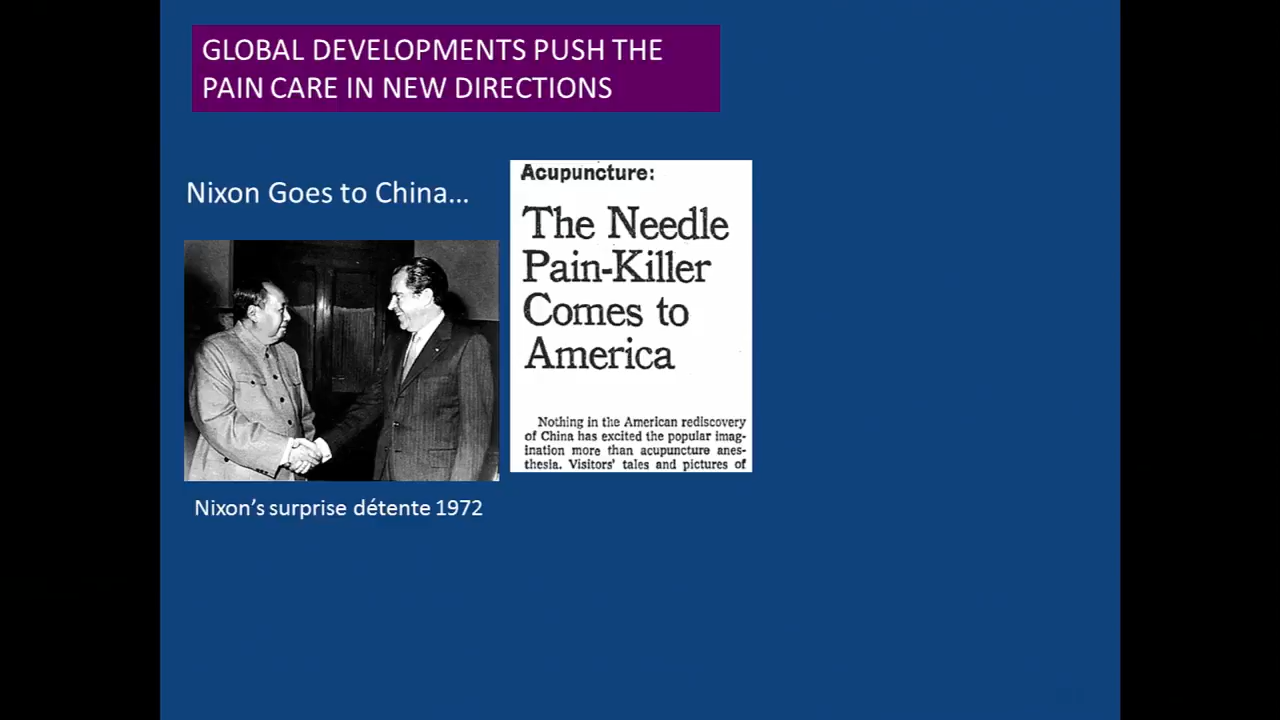 GLOBAL DEVELOPMENTS PUSH THE
PAIN CARE IN NEW DIRECTIONS
Nixon Goes to China...
Acupuncture:
The Needle
Pain-Killer
Comes to
America
Nothing in the American rediscovery
of China has excited the popular imag-
ination more than acupuncture anes-
thesia. Visitors' tales and pictures of
Nixon's surprise détente 1972